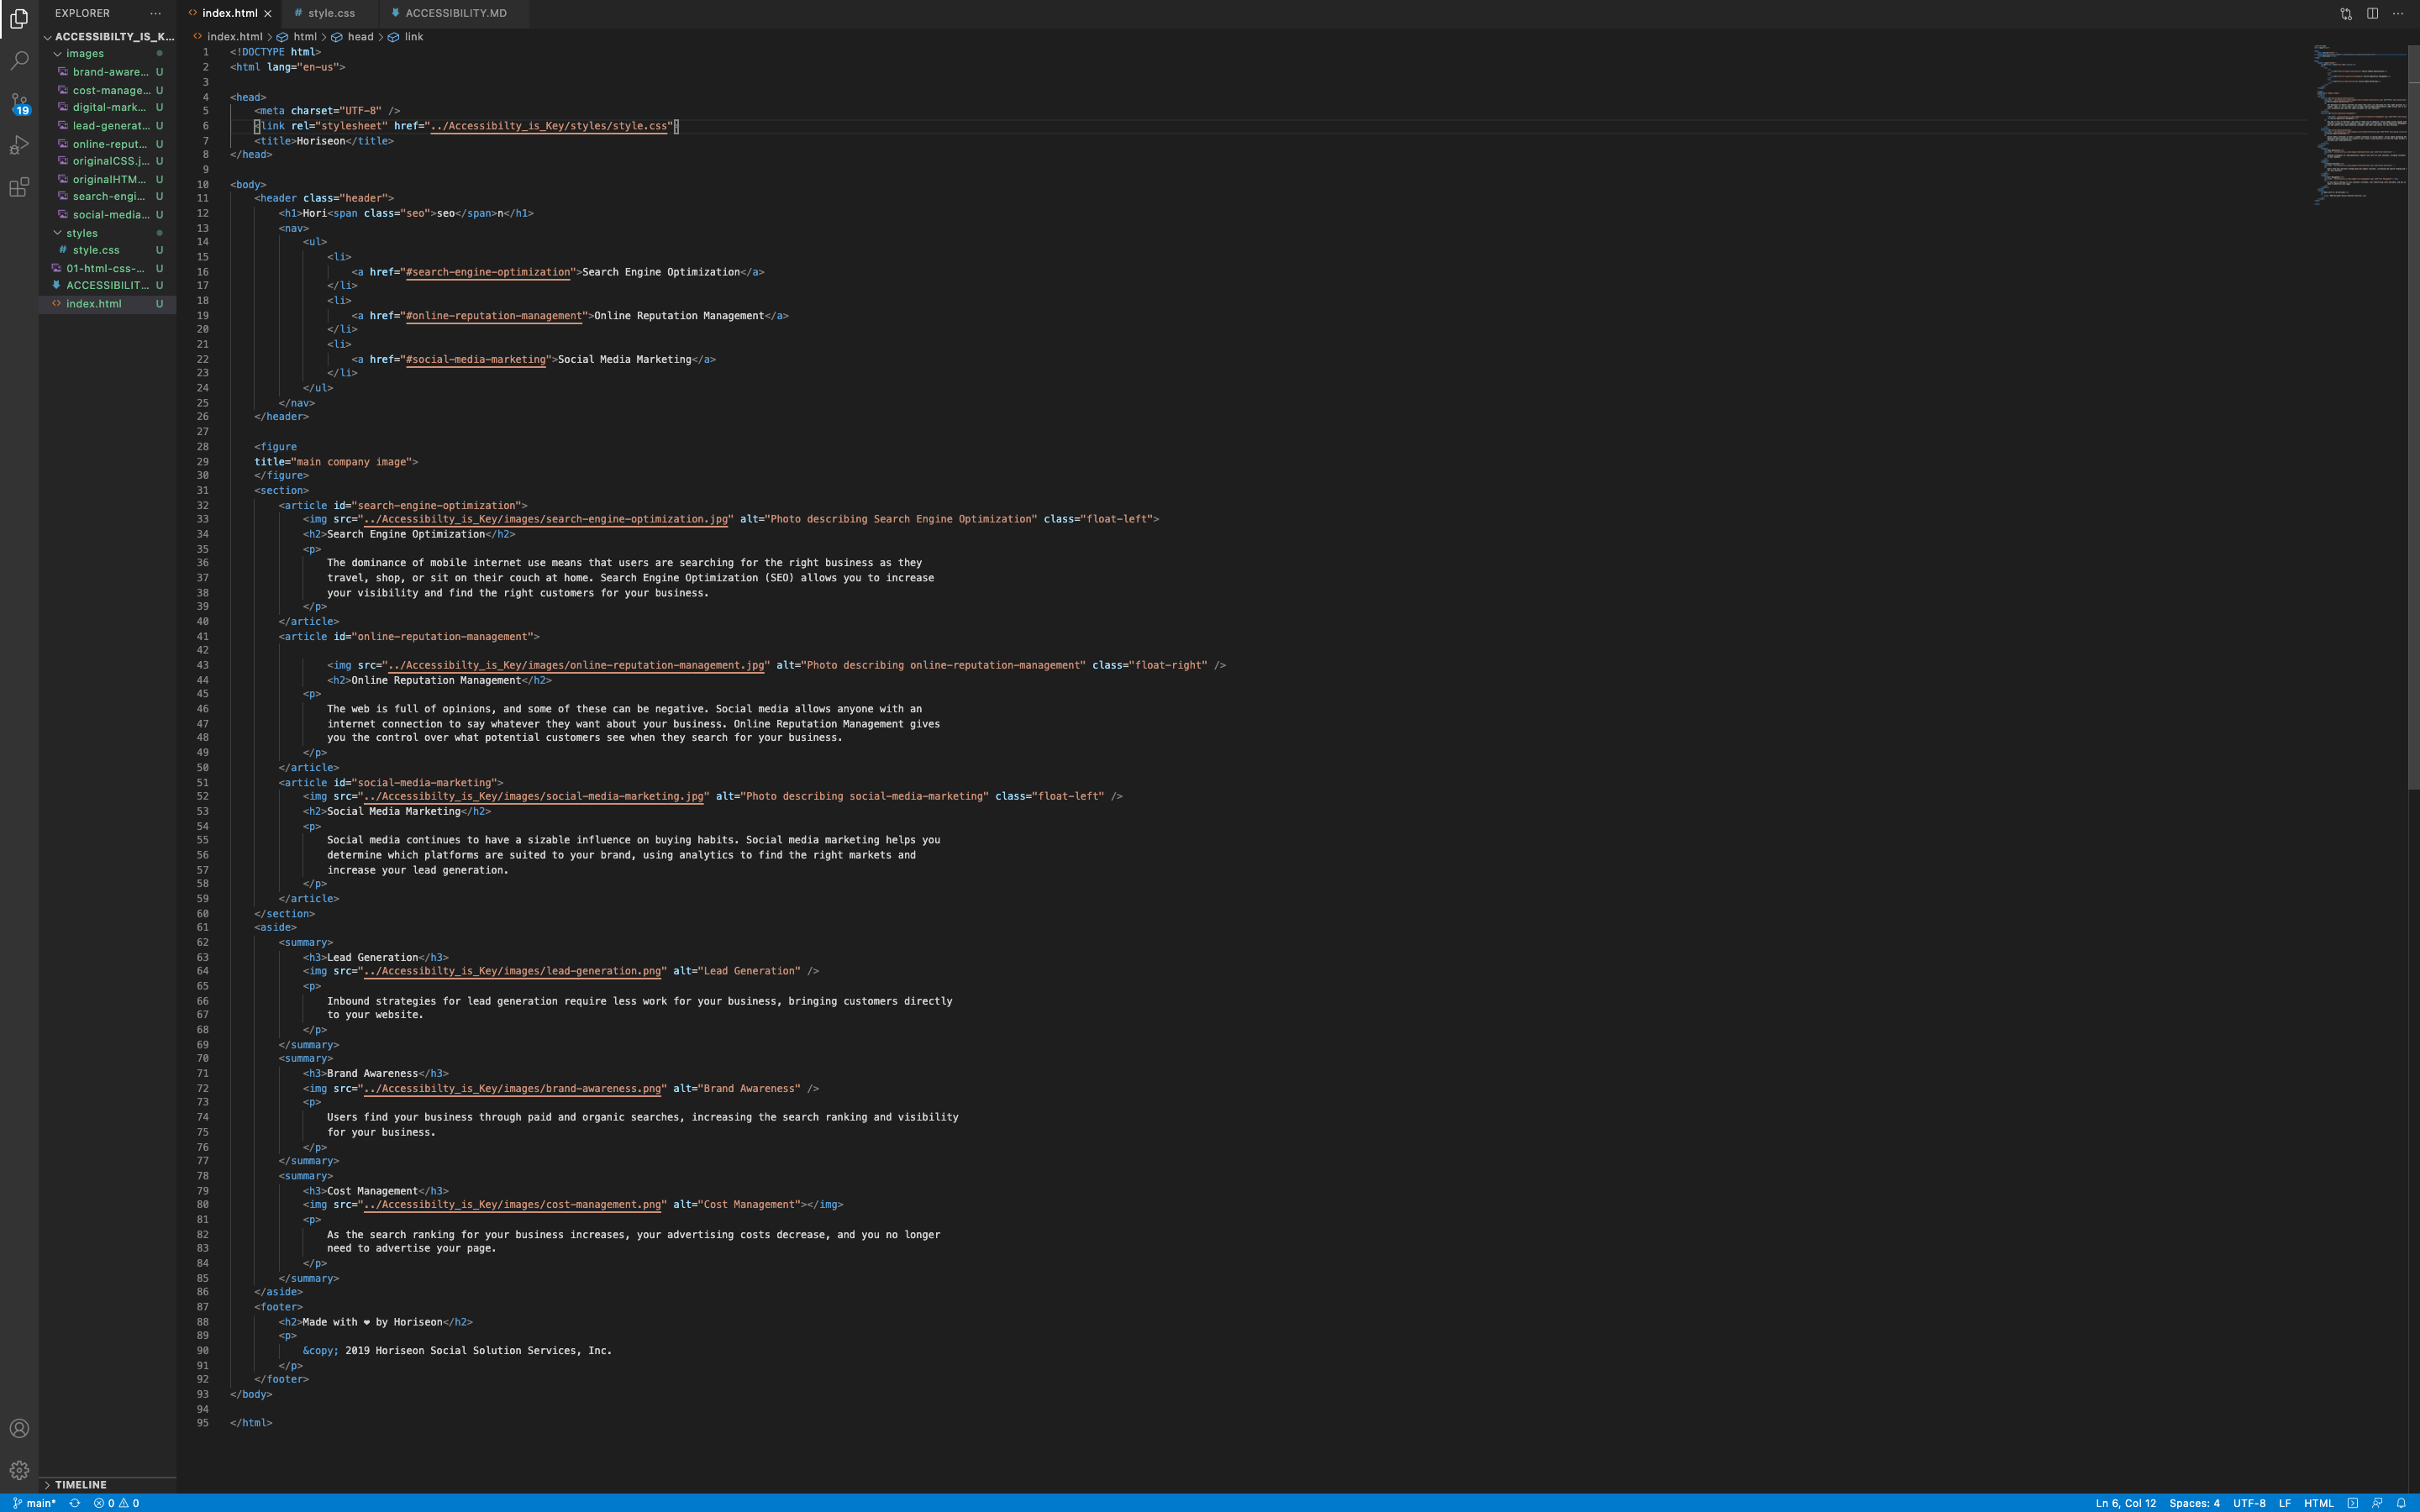 EXPLORER ···
ACCESSIBILTY_IS_K...
images
brand-aware... U
cost-manage... U
digital-mark... U
lead-generat... U
online-reput... U
originalCSS.j... U
originalHTM... U
search-engi... U
social-media... U
styles
# style.css U
01-html-css-... U
ACCESSIBILIT... U
<> index.html U
TIMELINE
19
<> index.html × # style.css ACCESSIBILITY.MD ···
<> index.html > html > head > link
1 <!DOCTYPE html>
2 <html lang="en-us">
3
4 <head>
5 <meta charset="UTF-8" />
6 <link rel="stylesheet" href="../Accessibilty_is_Key/styles/style.css">
7 <title>Horiseon</title>
8 </head>
9
10 <body>
11 <header class="header">
12 <h1>Hori<span class="seo">seo</span>n</h1>
13 <nav>
14 <ul>
15 <li>
16 <a href="#search-engine-optimization">Search Engine Optimization</a>
17 </li>
18 <li>
19 <a href="#online-reputation-management">Online Reputation Management</a>
20 </li>
21 <li>
22 <a href="#social-media-marketing">Social Media Marketing</a>
23 </li>
24 </ul>
25 </nav>
26 </header>
27
28 <figure
29 title="main company image">
30 </figure>
31 <section>
32 <article id="search-engine-optimization">
33 <img src="../Accessibilty_is_Key/images/search-engine-optimization.jpg" alt="Photo describing Search Engine Optimization" class="float-left">
34 <h2>Search Engine Optimization</h2>
35 <p>
36 The dominance of mobile internet use means that users are searching for the right business as they
37 travel, shop, or sit on their couch at home. Search Engine Optimization (SEO) allows you to increase
38 your visibility and find the right customers for your business.
39 </p>
40 </article>
41 <article id="online-reputation-management">
42
43 <img src="../Accessibilty_is_Key/images/online-reputation-management.jpg" alt="Photo describing online-reputation-management" class="float-right" />
44 <h2>Online Reputation Management</h2>
45 <p>
46 The web is full of opinions, and some of these can be negative. Social media allows anyone with an
47 internet connection to say whatever they want about your business. Online Reputation Management gives
48 you the control over what potential customers see when they search for your business.
49 </p>
50 </article>
51 <article id="social-media-marketing">
52 <img src="../Accessibilty_is_Key/images/social-media-marketing.jpg" alt="Photo describing social-media-marketing" class="float-left" />
53 <h2>Social Media Marketing</h2>
54 <p>
55 Social media continues to have a sizable influence on buying habits. Social media marketing helps you
56 determine which platforms are suited to your brand, using analytics to find the right markets and
57 increase your lead generation.
58 </p>
59 </article>
60 </section>
61 <aside>
62 <summary>
63 <h3>Lead Generation</h3>
64 <img src="../Accessibilty_is_Key/images/lead-generation.png" alt="Lead Generation" />
65 <p>
66 Inbound strategies for lead generation require less work for your business, bringing customers directly
67 to your website.
68 </p>
69 </summary>
70 <summary>
71 <h3>Brand Awareness</h3>
72 <img src="../Accessibilty_is_Key/images/brand-awareness.png" alt="Brand Awareness" />
73 <p>
74 Users find your business through paid and organic searches, increasing the search ranking and visibility
75 for your business.
76 </p>
77 </summary>
78 <summary>
79 <h3>Cost Management</h3>
80 <img src="../Accessibilty_is_Key/images/cost-management.png" alt="Cost Management"></img>
81 <p>
82 As the search ranking for your business increases, your advertising costs decrease, and you no longer
83 need to advertise your page.
84 </p>
85 </summary>
86 </aside>
87 <footer>
88 <h2>Made with ❤️ by Horiseon</h2>
89 <p>
90 &copy; 2019 Horiseon Social Solution Services, Inc.
91 </p>
92 </footer>
93 </body>
94
95 </html>
main* 0 0 Ln 6, Col 12 Spaces: 4 UTF-8 LF HTML